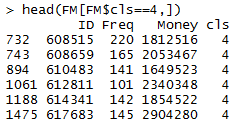 > head(FM[FM$cls==4,])
ID Freq Money cls
732 608515 220 1812516 4
743 608659 165 2053467 4
894 610483 141 1649523 4
1061 612811 101 2340348 4
1188 614341 142 1854522 4
1475 617683 145 2904280 4